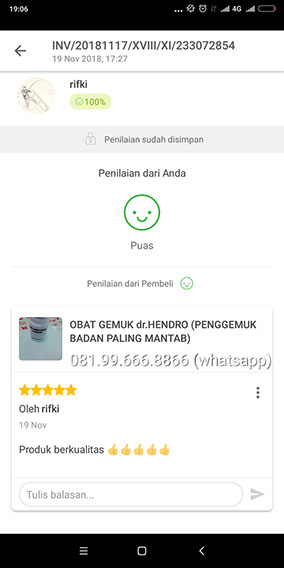 19:06
4G
INV/20181117/XVIII/XI/233072854
19 Nov 2018, 17:27
rifki
100%
Penilaian sudah disimpan
Penilaian dari Anda
Puas
Penilaian dari Pembeli
OBAT GEMUK dr.HENDRO (PENGGEMUK
BADAN PALING MANTAB)
081.99.666.8866 (whatsapp)
Oleh rifki
19 Nov
Produk berkualitas 👍👍👍👍👍
Tulis balasan...